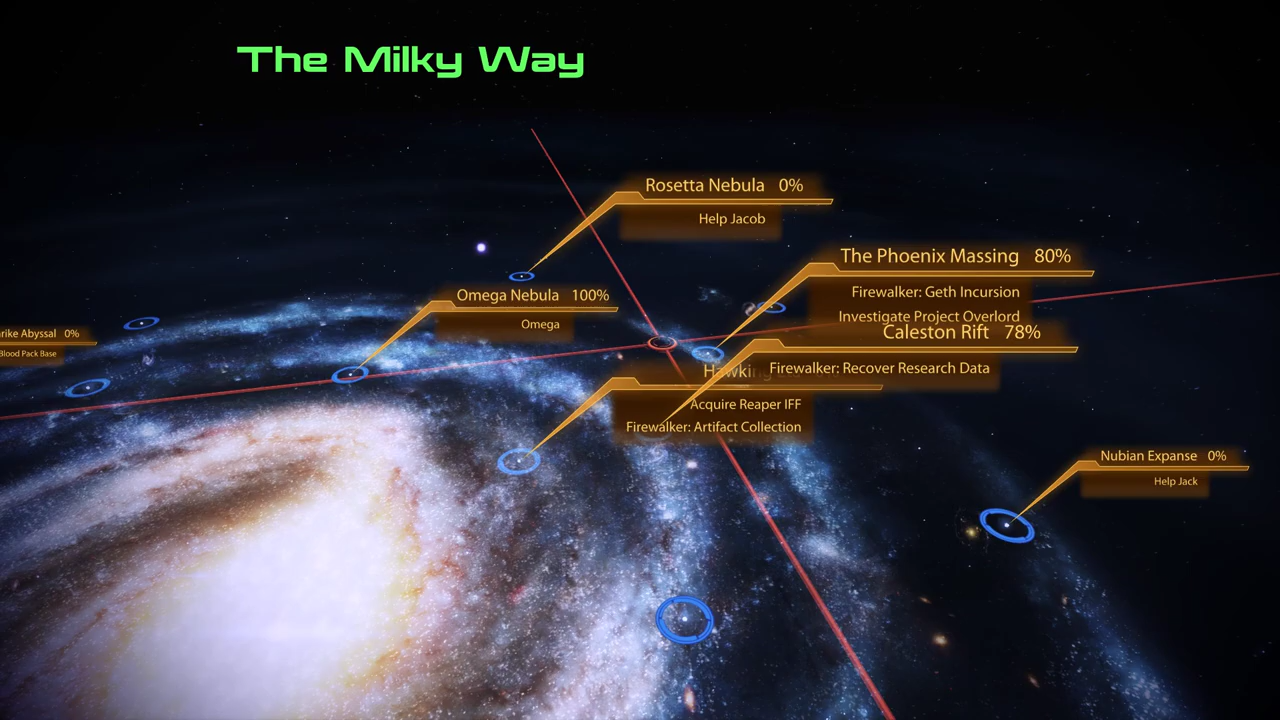 The Milky Way
Rosetta Nebula 0%
Help Jacob
The Phoenix Massing 80%
Firewalker: Geth Incursion
Investigate Project Overlord
Omega Nebula 100%
Omega
Caleston Rift 78%
Firewalker: Recover Research Data
rike Abyssal 0%
Blood Pack Base
Hawking
Acquire Reaper IFF
Firewalker: Artifact Collection
Nubian Expanse 0%
Help Jack